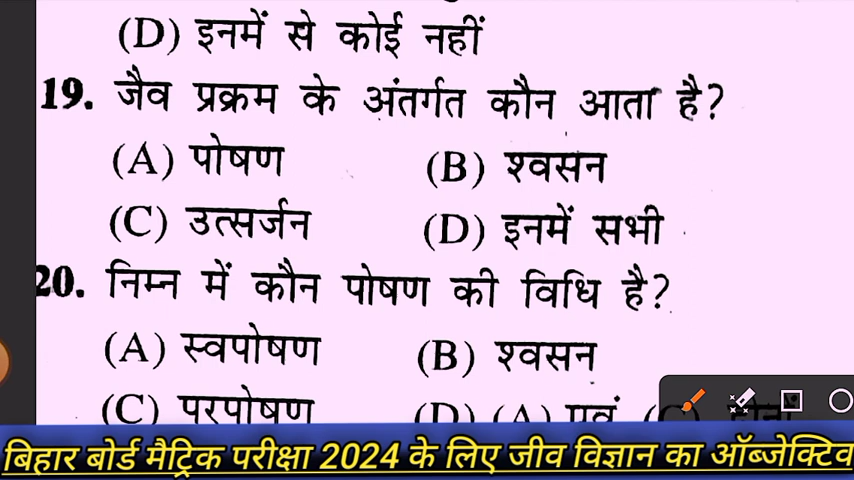 (D) इनमें से कोई नहीं
19. जैव प्रक्रम के अंतर्गत कौन आता है?
(A) पोषण (B) श्वसन
(C) उत्सर्जन (D) इनमें सभी
20. निम्न में कौन पोषण की विधि है?
(A) स्वपोषण (B) श्वसन
(C) परपोषण (D) (A) एवं (C)
बिहार बोर्ड मैट्रिक परीक्षा 2024 के लिए जीव विज्ञान का ऑब्जेक्टिव